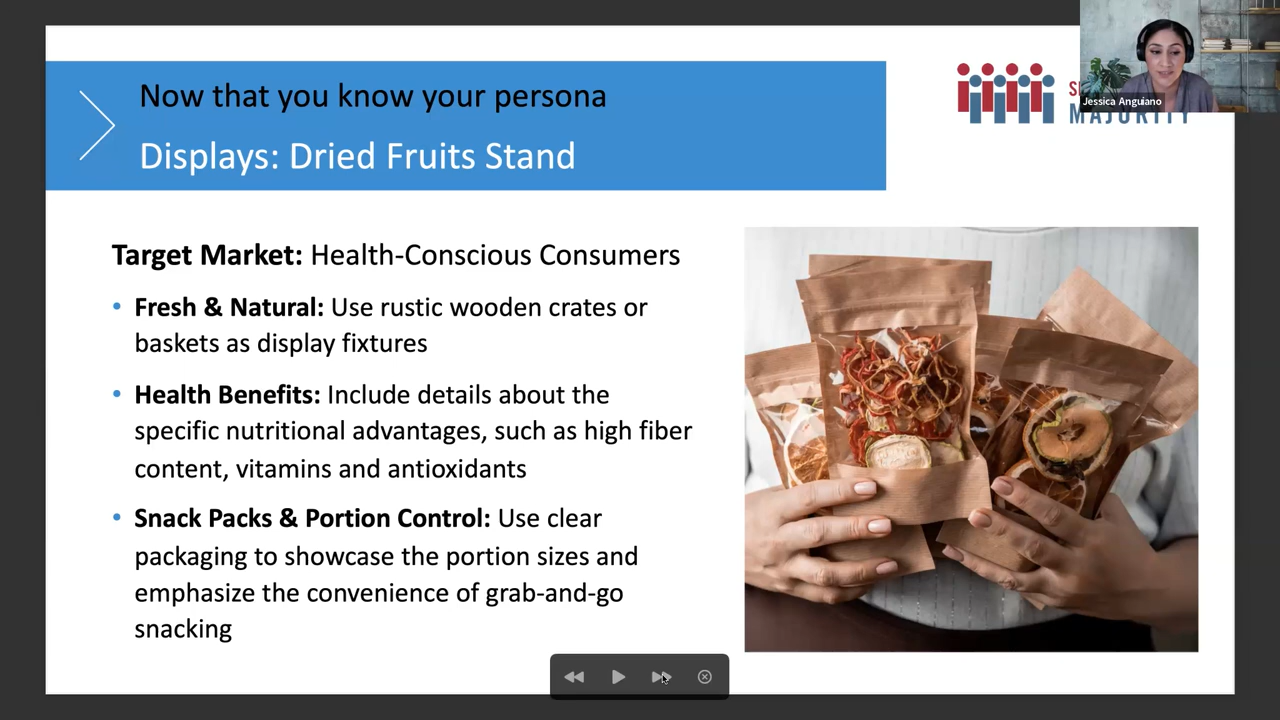 Now that you know your persona
Displays: Dried Fruits Stand
Jessica Anguiano
MAJORITY
Target Market: Health-Conscious Consumers
• Fresh & Natural: Use rustic wooden crates or
baskets as display fixtures
• Health Benefits: Include details about the
specific nutritional advantages, such as high fiber
content, vitamins and antioxidants
• Snack Packs & Portion Control: Use clear
packaging to showcase the portion sizes and
emphasize the convenience of grab-and-go
snacking